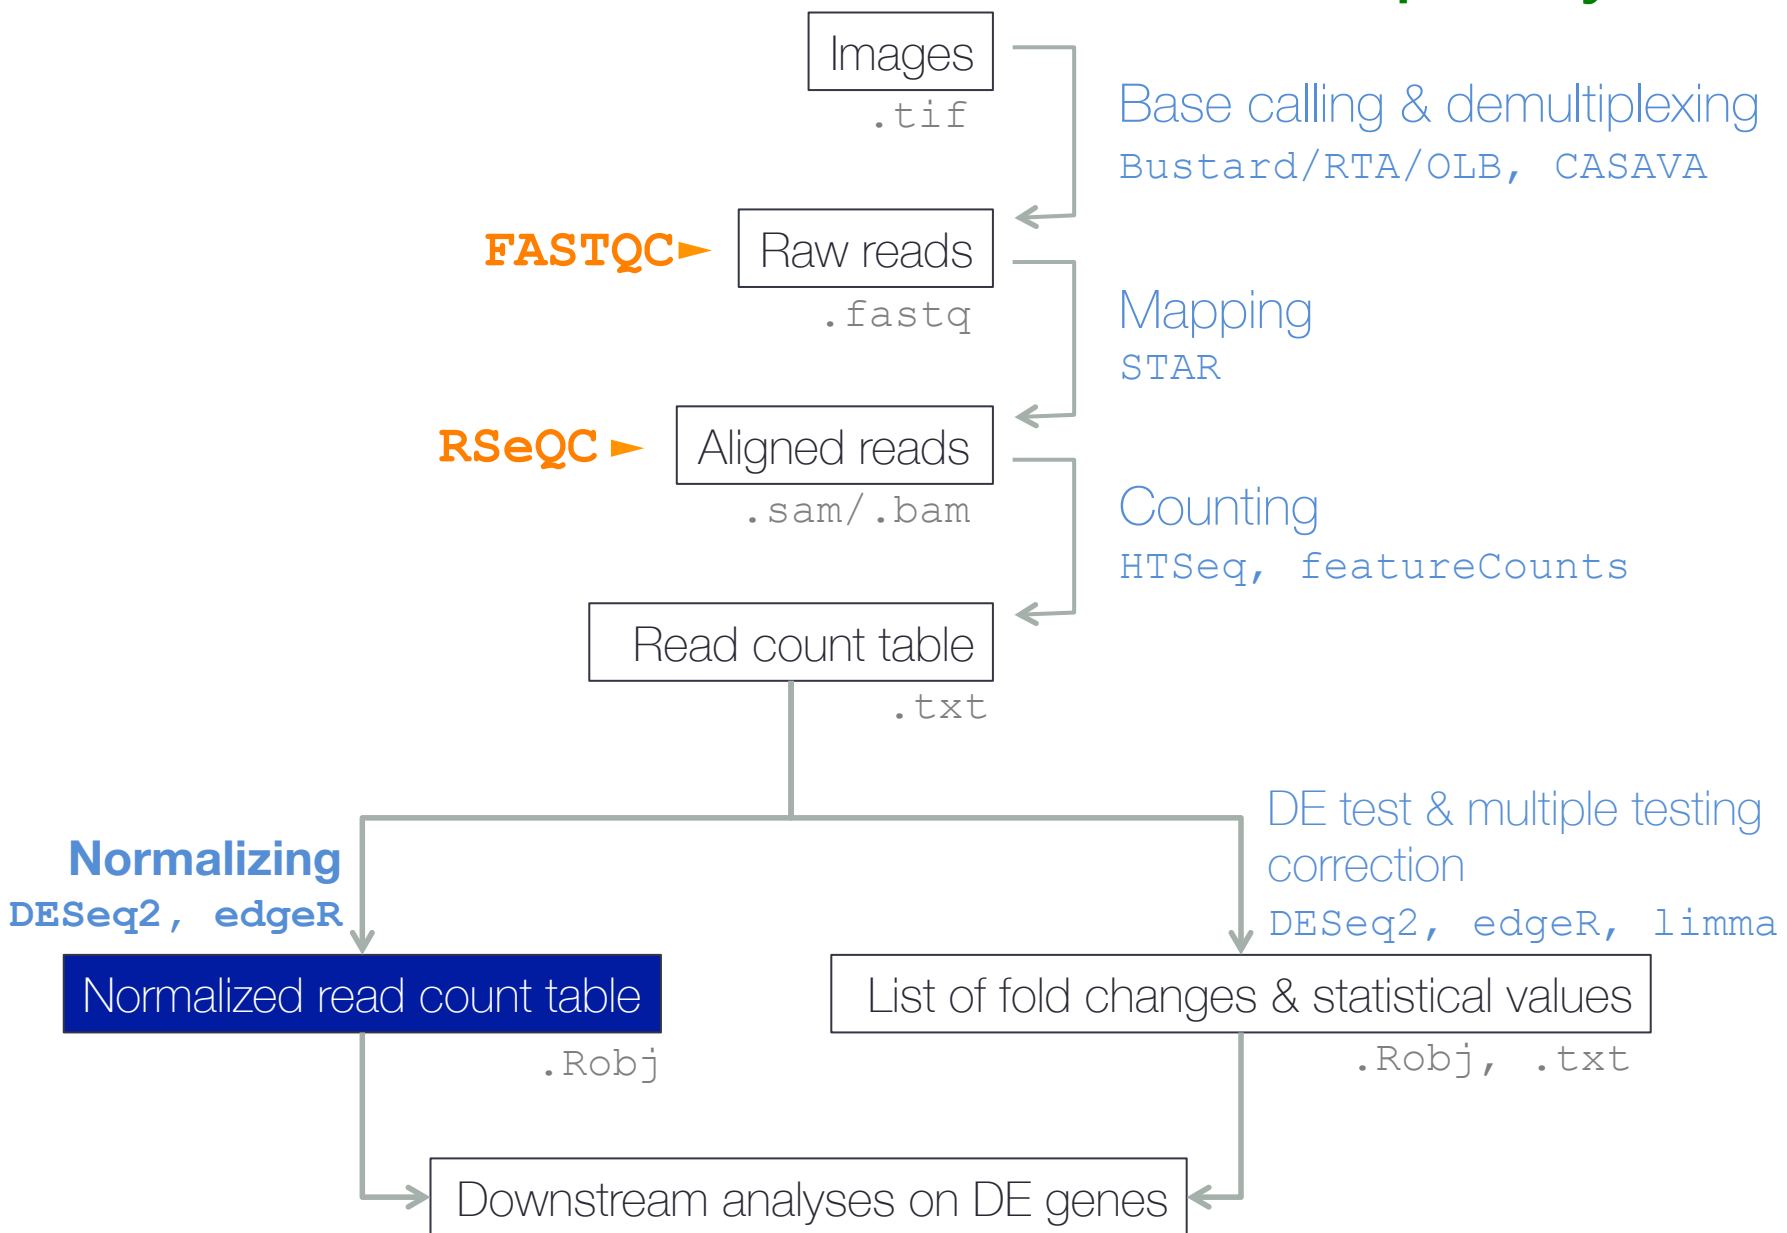 Images
.tif
Base calling & demultiplexing
Bustard/RTA/OLB, CASAVA
FASTQC
Raw reads
.fastq
Mapping
STAR
RSeQC
Aligned reads
.sam/.bam
Counting
HTSeq, featureCounts
Read count table
.txt
Normalizing
DESeq2, edgeR
DE test & multiple testing
correction
DESeq2, edgeR, limma
Normalized read count table
.Robj
List of fold changes & statistical values
.Robj, .txt
Downstream analyses on DE genes